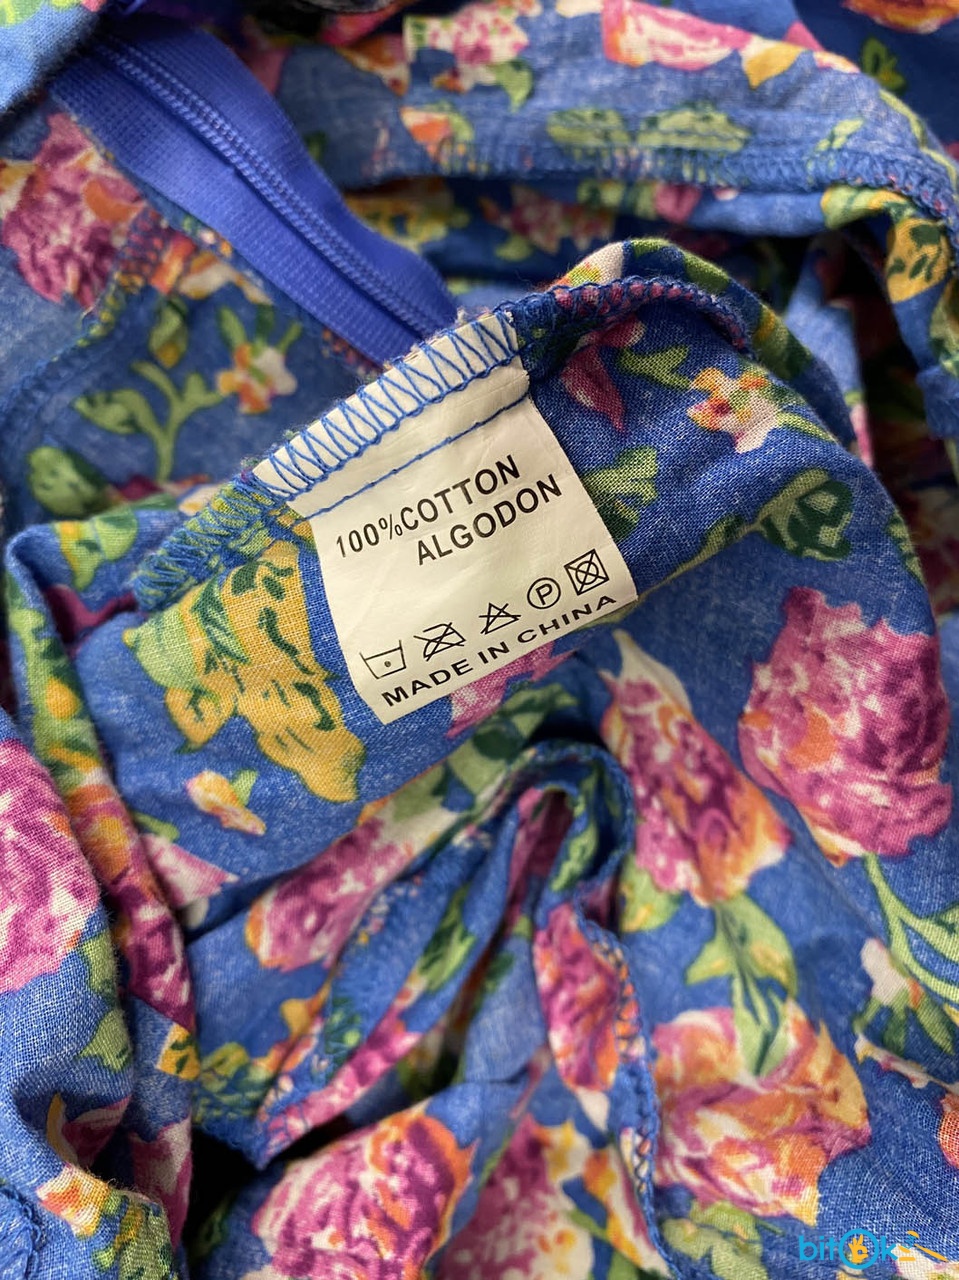 100%COTTON
ALGODON
P
MADE IN CHINA
bitOk